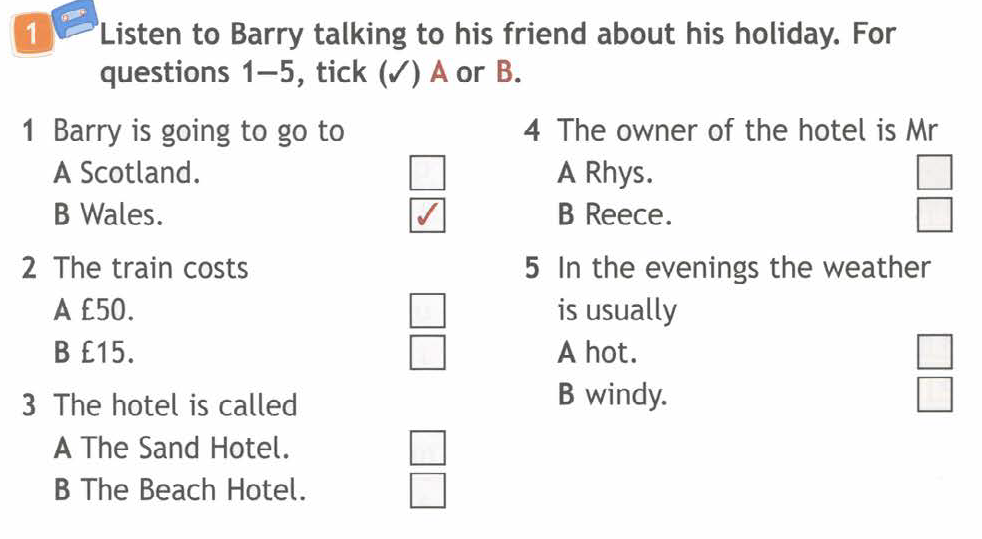 1 Listen to Barry talking to his friend about his holiday. For
questions 1–5, tick (✓) A or B.
1 Barry is going to go to
A Scotland.
B Wales. ✓
2 The train costs
A £50.
B £15.
3 The hotel is called
A The Sand Hotel.
B The Beach Hotel.
4 The owner of the hotel is Mr
A Rhys.
B Reece.
5 In the evenings the weather
is usually
A hot.
B windy.